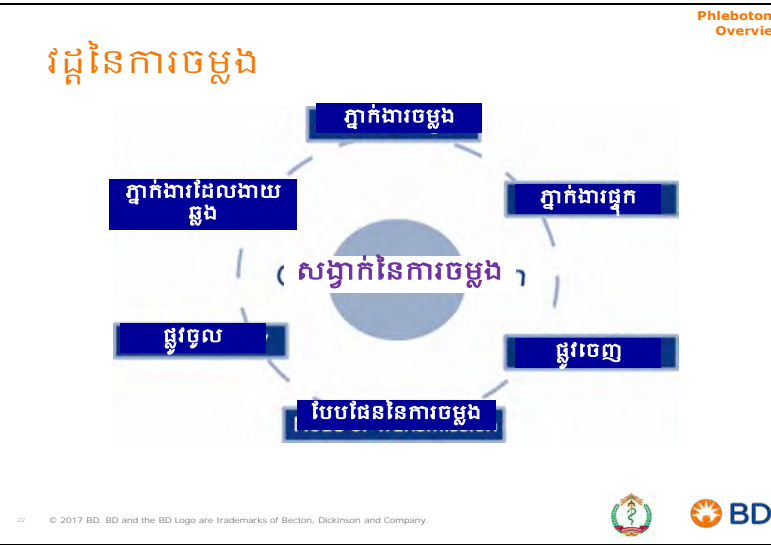 Phleboton
Overvie
វដ្តនៃការចម្លង
ភ្នាក់ងារចម្លង
ភ្នាក់ងារដែលងាយ
ឆ្លង
ភ្នាក់ងារផ្ទុក
សង្វាក់នៃការចម្លង
ផ្លូវចូល
ផ្លូវចេញ
បែបផែននៃការចម្លង
22 © 2017 BD. BD and the BD Logo are trademarks of Becton, Dickinson and Company.
BD